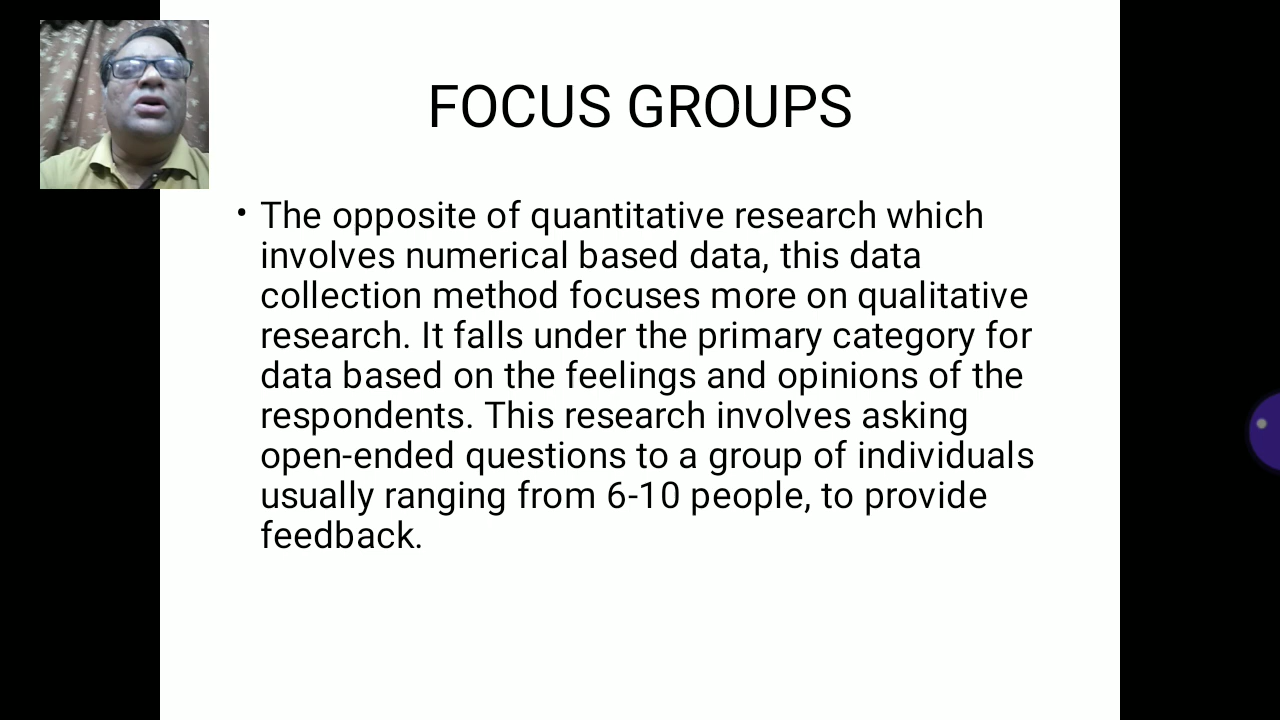 FOCUS GROUPS
• The opposite of quantitative research which
involves numerical based data, this data
collection method focuses more on qualitative
research. It falls under the primary category for
data based on the feelings and opinions of the
respondents. This research involves asking
open-ended questions to a group of individuals
usually ranging from 6-10 people, to provide
feedback.